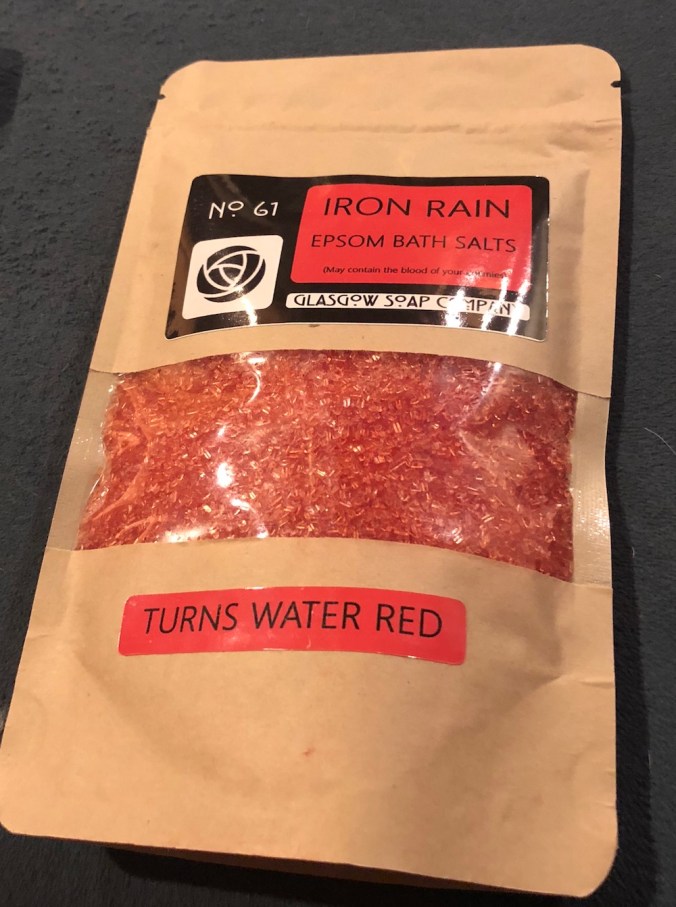 Nº 61
IRON RAIN
EPSOM BATH SALTS
(May contain the blood of your enemies)
GLASGOW SOAP COMPANY
TURNS WATER RED